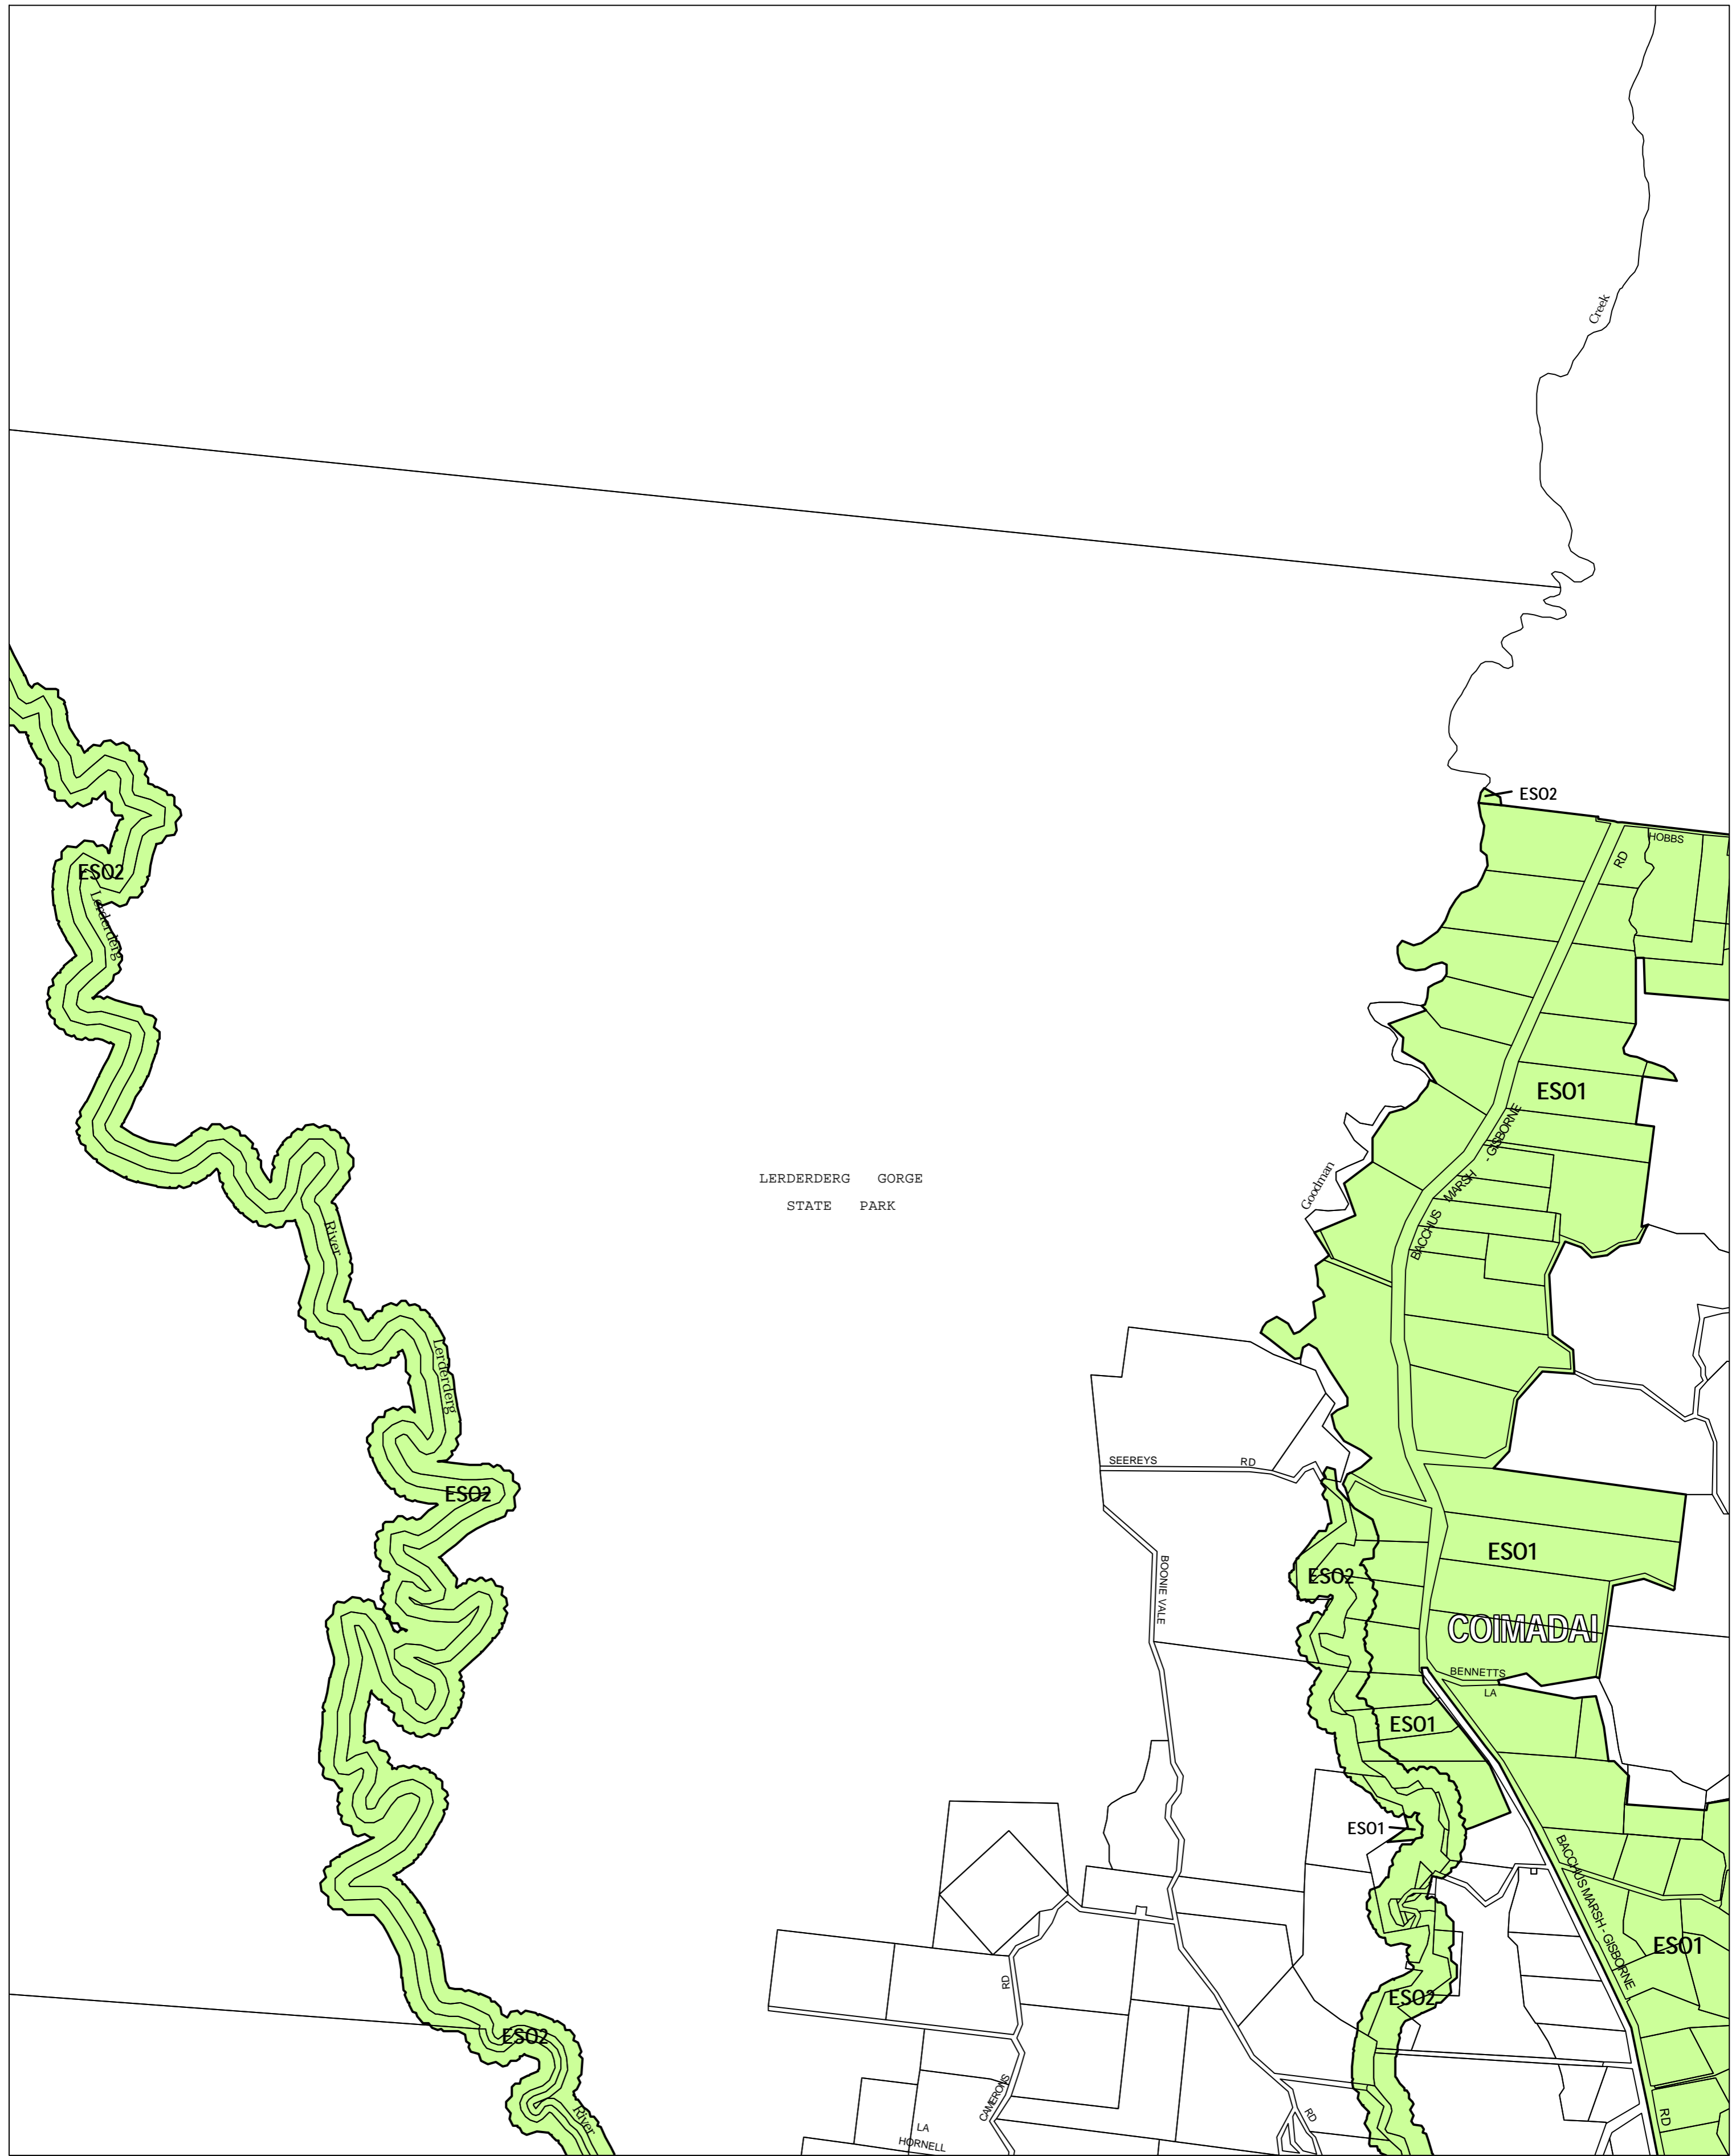 Creek
ESO2
HOBBS
RD
ESO2
Lerderderg
ESO1
GISBORNE
-
MARSH
BACCHUS
Goodman
LERDERDERG GORGE
STATE PARK
River
Lerderderg
SEEREYS RD
ESO2
ESO1
ESO2
BOONIE VALE
COIMADAI
BENNETTS
LA
ESO1
ESO1
BACCHUS MARSH - GISBORNE
ESO1
RD
ESO2
ESO2
CAMERONS
RD
RD
River
LA
HORNELL